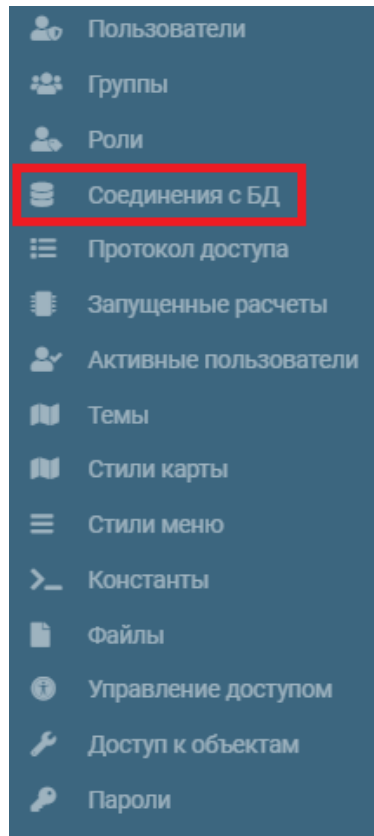 Пользователи
Группы
Роли
Соединения с БД
Протокол доступа
Запущенные расчеты
Активные пользователи
Темы
Стили карты
Стили меню
Константы
Файлы
Управление доступом
Доступ к объектам
Пароли